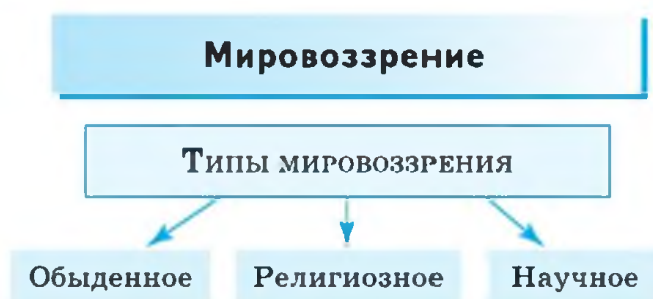 Мировоззрение
Типы мировоззрения
Обыденное Религиозное Научное